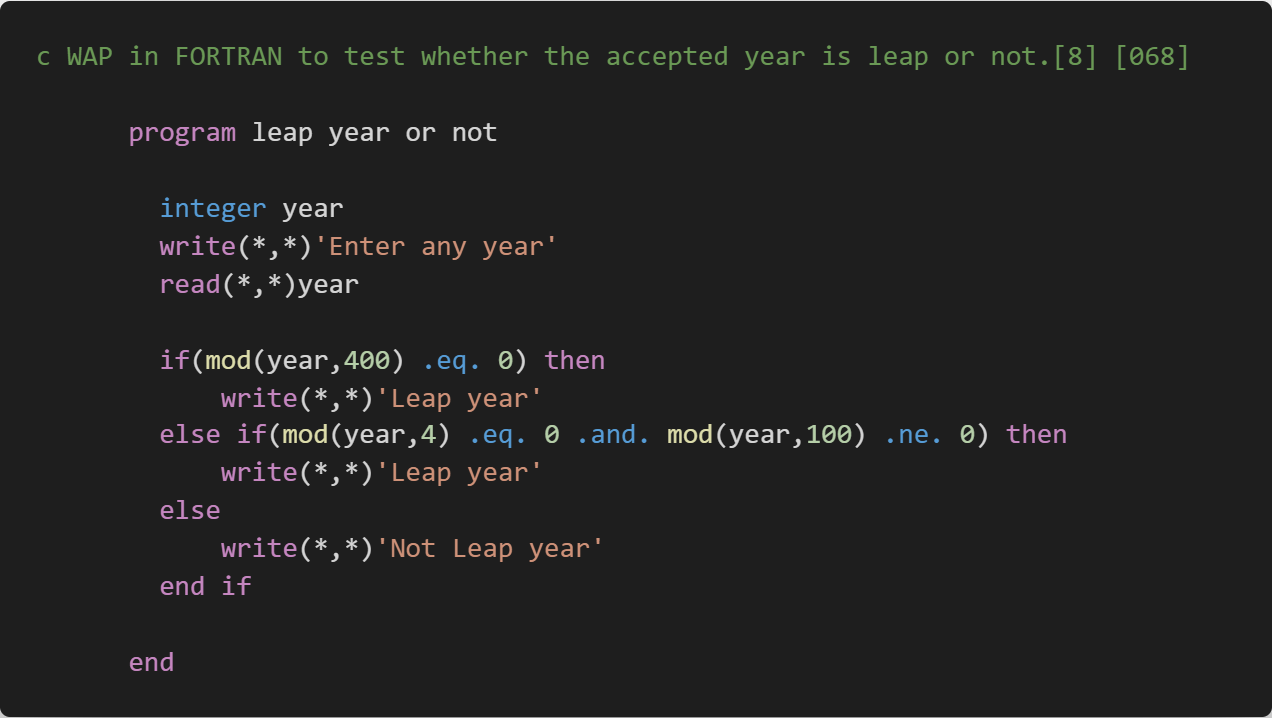 c WAP in FORTRAN to test whether the accepted year is leap or not.[8] [068]
program leap year or not
integer year
write(*,*)'Enter any year'
read(*,*)year
if(mod(year,400) .eq. 0) then
write(*,*)'Leap year'
else if(mod(year,4) .eq. 0 .and. mod(year,100) .ne. 0) then
write(*,*)'Leap year'
else
write(*,*)'Not Leap year'
end if
end